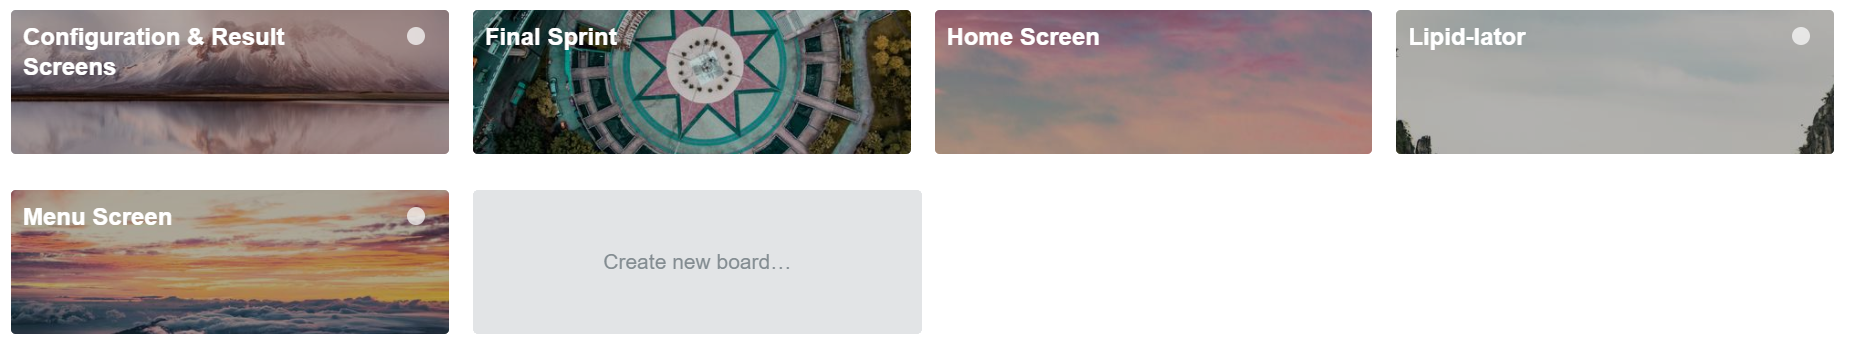 Configuration & Result
Screens
Final Sprint
Home Screen
Lipid-lator
Menu Screen
Create new board…